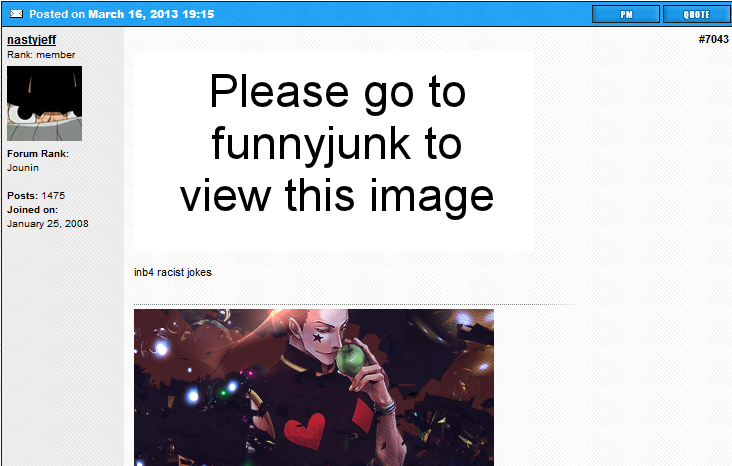 Posted on March 16, 2013 19:15
PM
QUOTE
nastyjeff
#7043
Rank: member
Forum Rank:
Jounin
Posts: 1475
Joined on:
January 25, 2008
Please go to
funnyjunk to
view this image
inb4 racist jokes